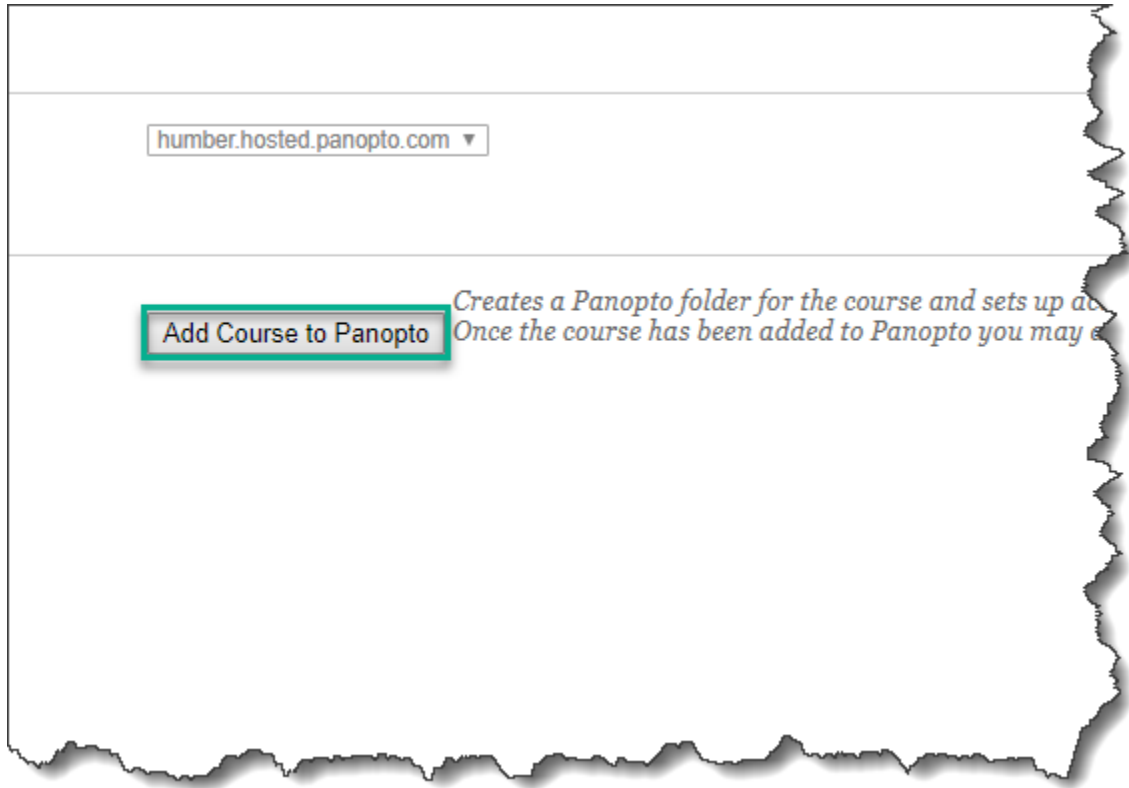 humber.hosted.panopto.com
Creates a Panopto folder for the course and sets up
Add Course to Panopto
Once the course has been added to Panopto you may